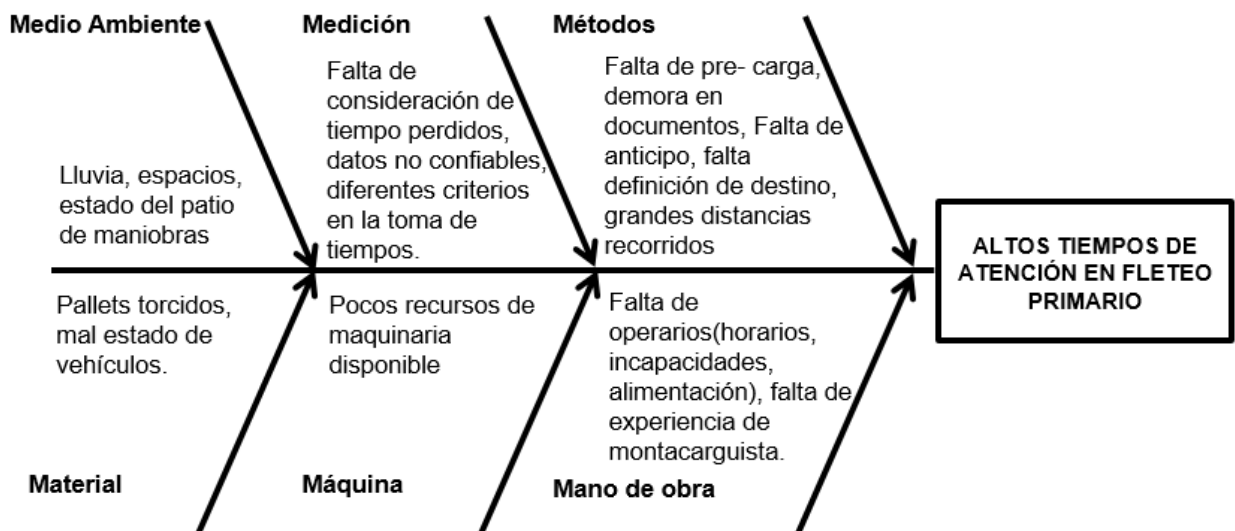 Medio Ambiente
Lluvia, espacios,
estado del patio
de maniobras
Medición
Falta de
consideración de
tiempo perdidos,
datos no confiables,
diferentes criterios
en la toma de
tiempos.
Métodos
Falta de pre- carga,
demora en
documentos, Falta de
anticipo, falta
definición de destino,
grandes distancias
recorridos
ALTOS TIEMPOS DE
ATENCIÓN EN FLETEO
PRIMARIO
Pallets torcidos,
mal estado de
vehículos.
Material
Pocos recursos de
maquinaria
disponible
Máquina
Falta de
operarios(horarios,
incapacidades,
alimentación), falta de
experiencia de
montacarguista.
Mano de obra